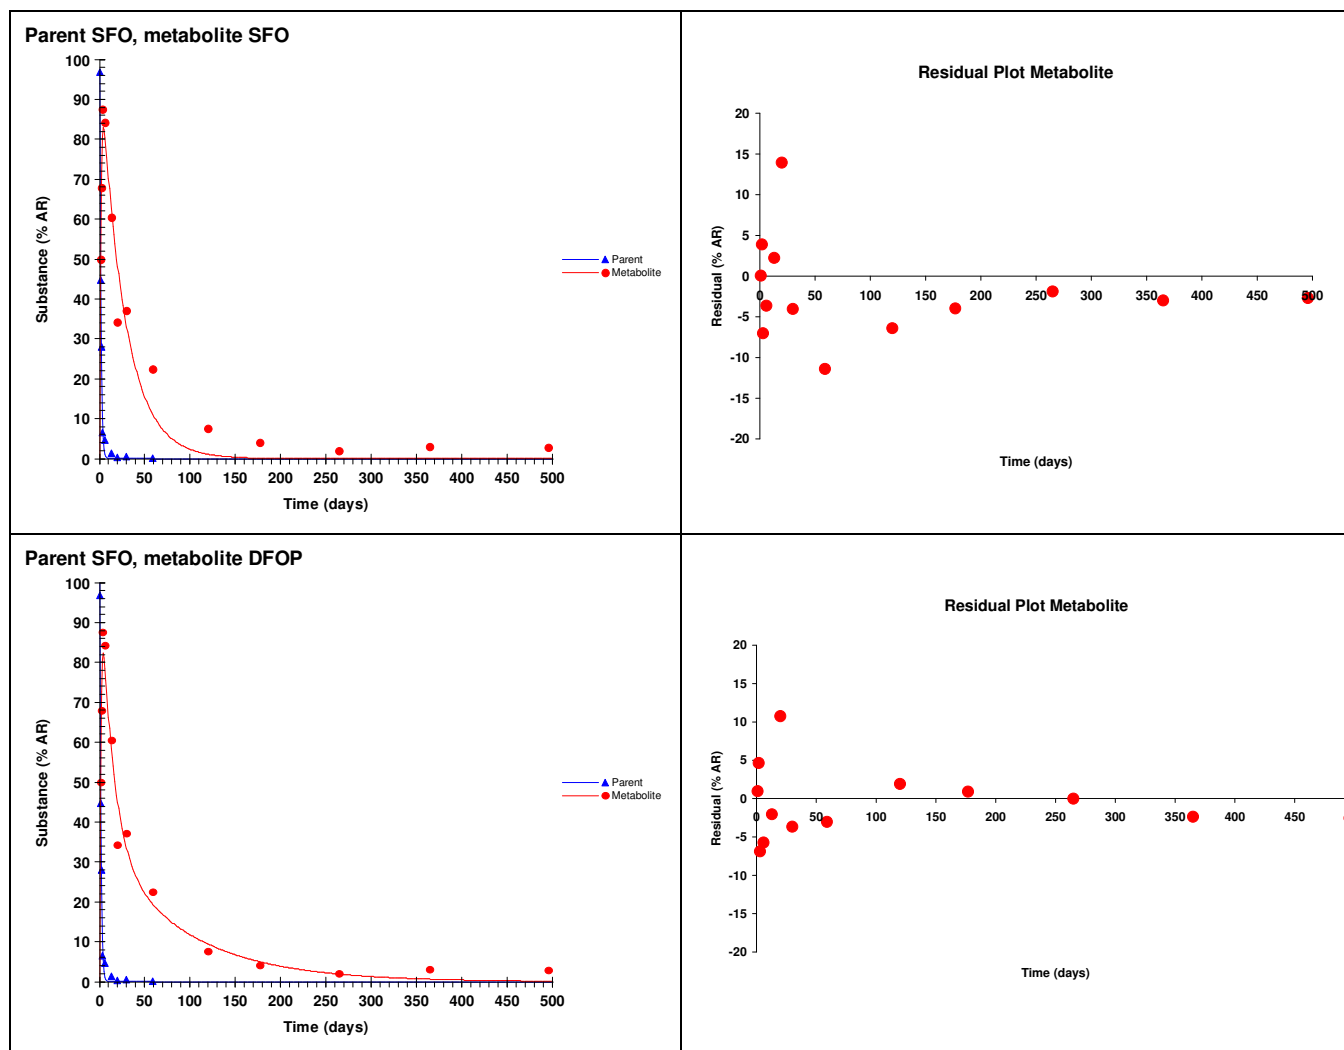 Parent SFO, metabolite SFO
100
90
80
70
60
50
40
30
20
10
0
Substance (% AR)
0 50 100 150 200 250 300 350 400 450 500
Time (days)
Parent
Metabolite
Residual Plot Metabolite
20
15
10
5
0
-5
-10
-15
-20
Residual (% AR)
0 50 100 150 200 250 300 350 400 450 500
Time (days)
Parent SFO, metabolite DFOP
100
90
80
70
60
50
40
30
20
10
0
Substance (% AR)
0 50 100 150 200 250 300 350 400 450 500
Time (days)
Parent
Metabolite
Residual Plot Metabolite
20
15
10
5
0
-5
-10
-15
-20
Residual (% AR)
0 50 100 150 200 250 300 350 400 450
Time (days)